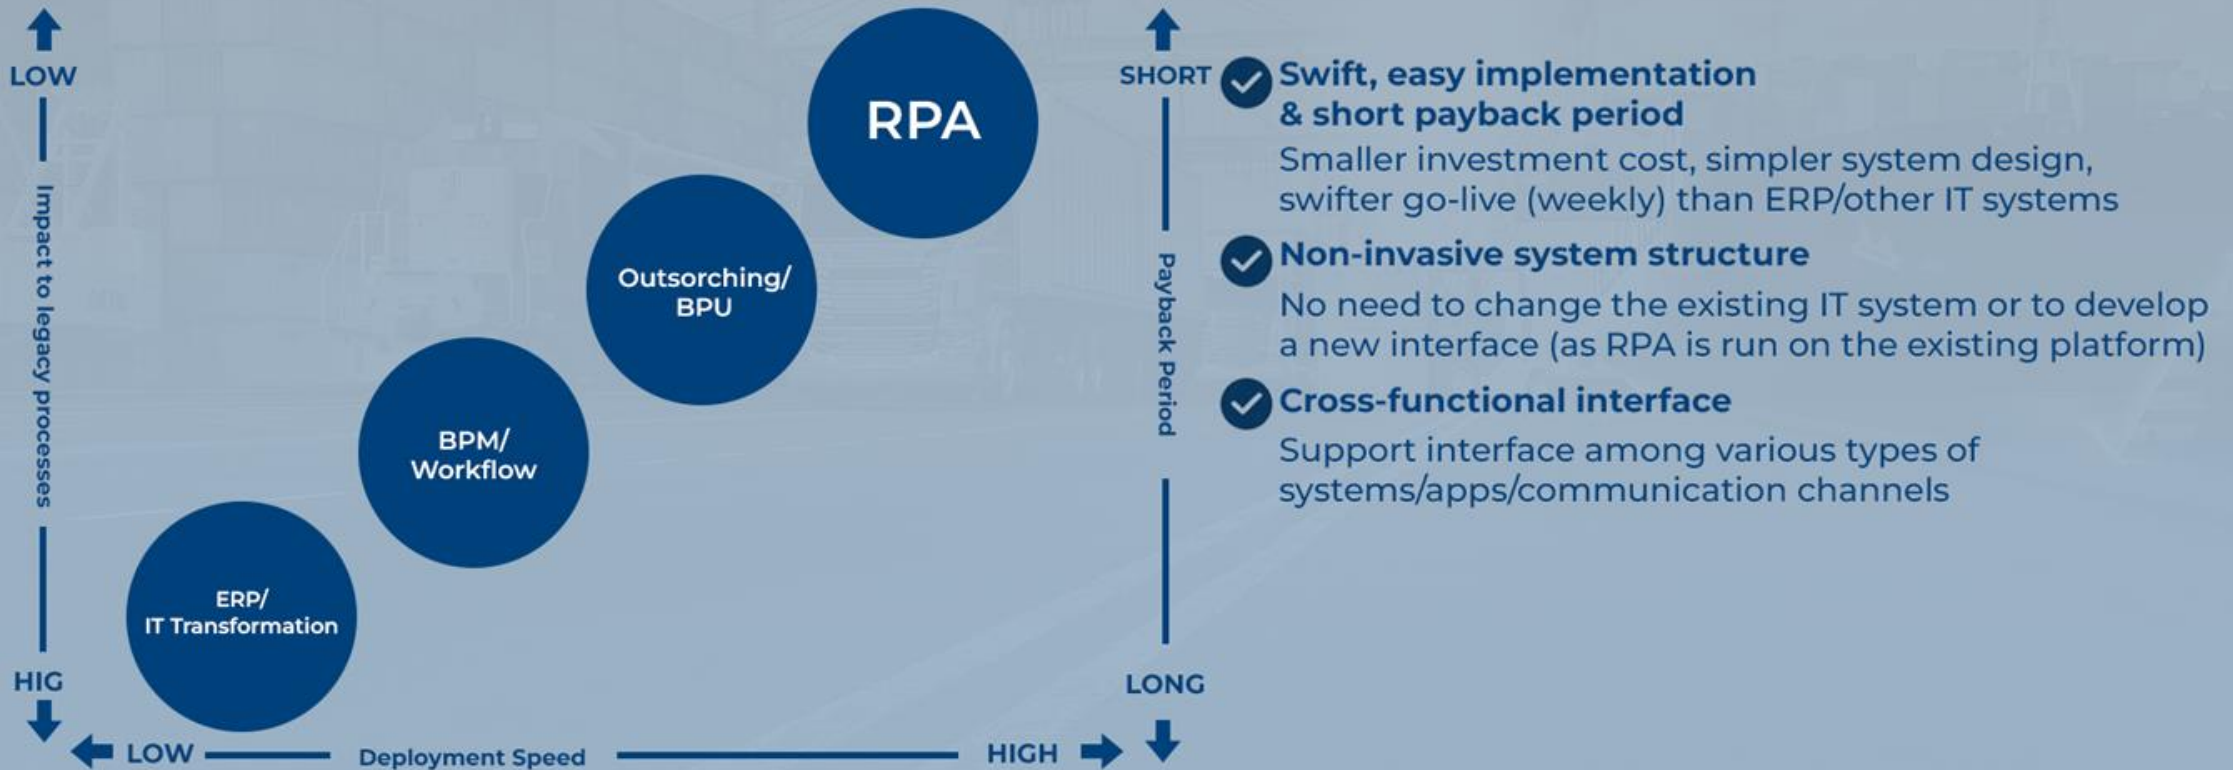 LOW
Impact to legacy processes
HIG
RPA
Outsorching/
BPU
BPM/
Workflow
ERP/
IT Transformation
LOW
Deployment Speed
HIGH
SHORT
Payback Period
LONG
Swift, easy implementation
& short payback period
Smaller investment cost, simpler system design,
swifter go-live (weekly) than ERP/other IT systems
Non-invasive system structure
No need to change the existing IT system or to develop
a new interface (as RPA is run on the existing platform)
Cross-functional interface
Support interface among various types of
systems/apps/communication channels